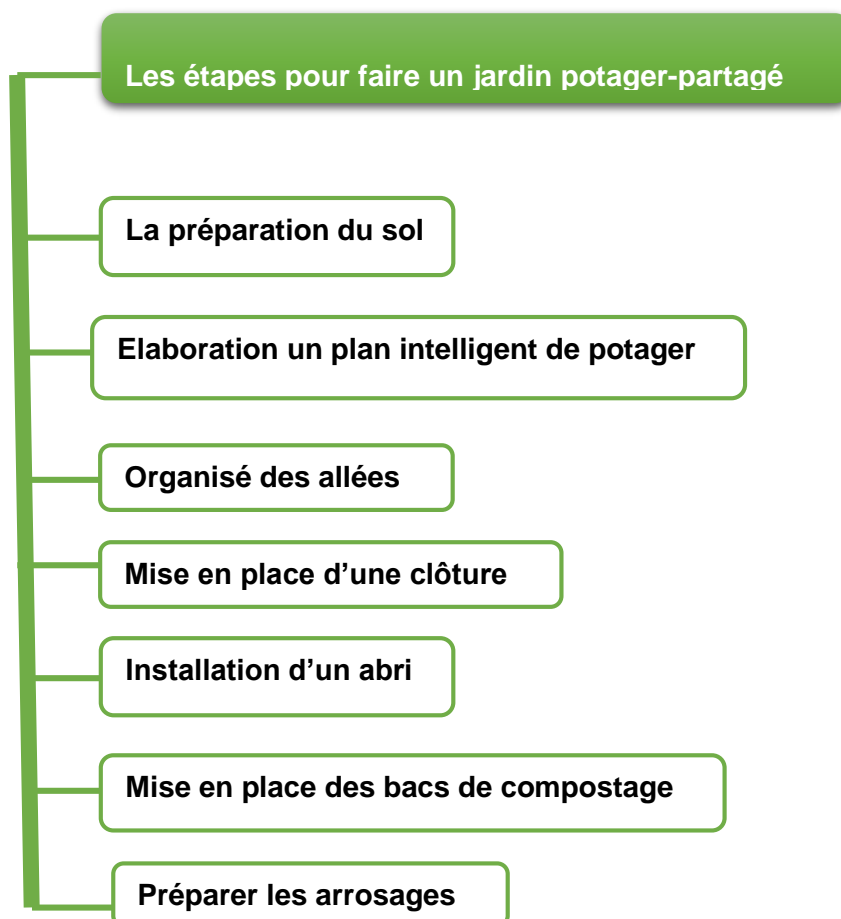 Les étapes pour faire un jardin potager-partagé
La préparation du sol
Elaboration un plan intelligent de potager
Organisé des allées
Mise en place d’une clôture
Installation d’un abri
Mise en place des bacs de compostage
Préparer les arrosages